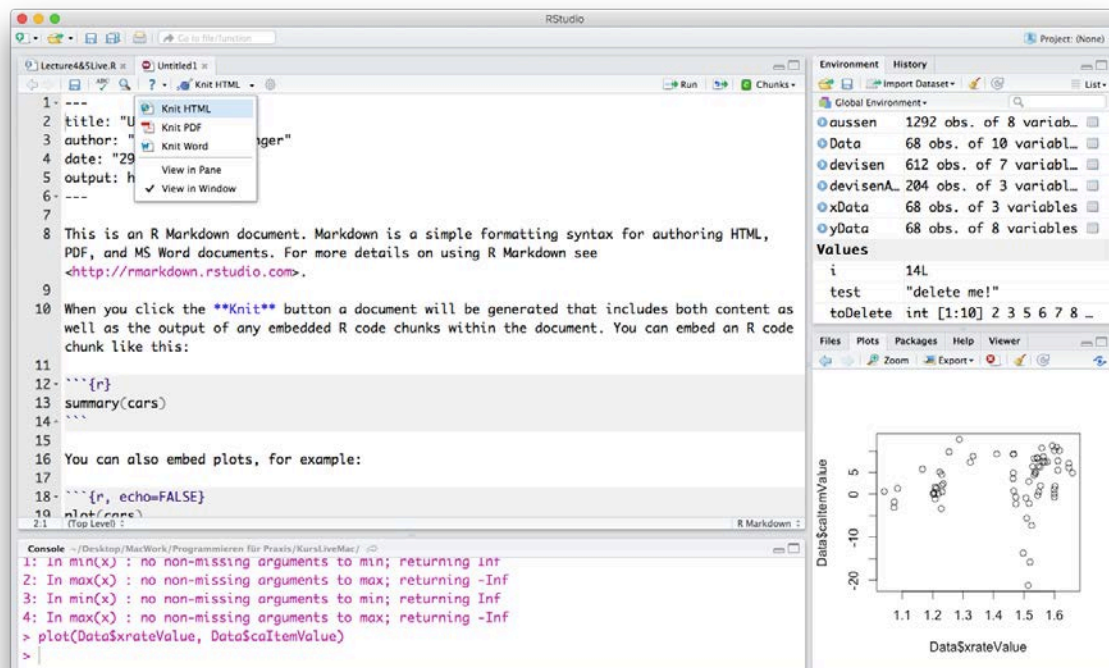 RStudio
Go to file/function
Project: (None)
Lecture4&5Live.R
Untitled1
ABC
?
Knit HTML
Run
Chunks
1 ---
Knit HTML
2 title: "U
Knit PDF
3 author: " nger"
Knit Word
4 date: "29
View in Pane
5 output: h
View in Window
6 ---
7
8 This is an R Markdown document. Markdown is a simple formatting syntax for authoring HTML,
PDF, and MS Word documents. For more details on using R Markdown see
<http://rmarkdown.rstudio.com>.
9
10 When you click the **Knit** button a document will be generated that includes both content as
well as the output of any embedded R code chunks within the document. You can embed an R code
chunk like this:
11
12 ```{r}
13 summary(cars)
14 ```
15
16 You can also embed plots, for example:
17
18 ```{r, echo=FALSE}
19 plot(cars)
2:1 (Top Level)
R Markdown
Console ~/Desktop/MacWork/Programmieren für Praxis/KursLiveMac/
1: In min(x) : no non-missing arguments to min; returning Inf
2: In max(x) : no non-missing arguments to max; returning -Inf
3: In min(x) : no non-missing arguments to min; returning Inf
4: In max(x) : no non-missing arguments to max; returning -Inf
> plot(Data$xrateValue, Data$caItemValue)
>
Environment History
Import Dataset
List
Global Environment
aussen 1292 obs. of 8 variab…
Data 68 obs. of 10 variabl…
devisen 612 obs. of 7 variabl…
devisenA… 204 obs. of 3 variabl…
xData 68 obs. of 3 variables
yData 68 obs. of 8 variables
Values
i 14L
test "delete me!"
toDelete int [1:10] 2 3 5 6 7 8 …
Files Plots Packages Help Viewer
Zoom Export
Data$caItemValue
5
0
-10
-20
1.1 1.2 1.3 1.4 1.5 1.6
Data$xrateValue